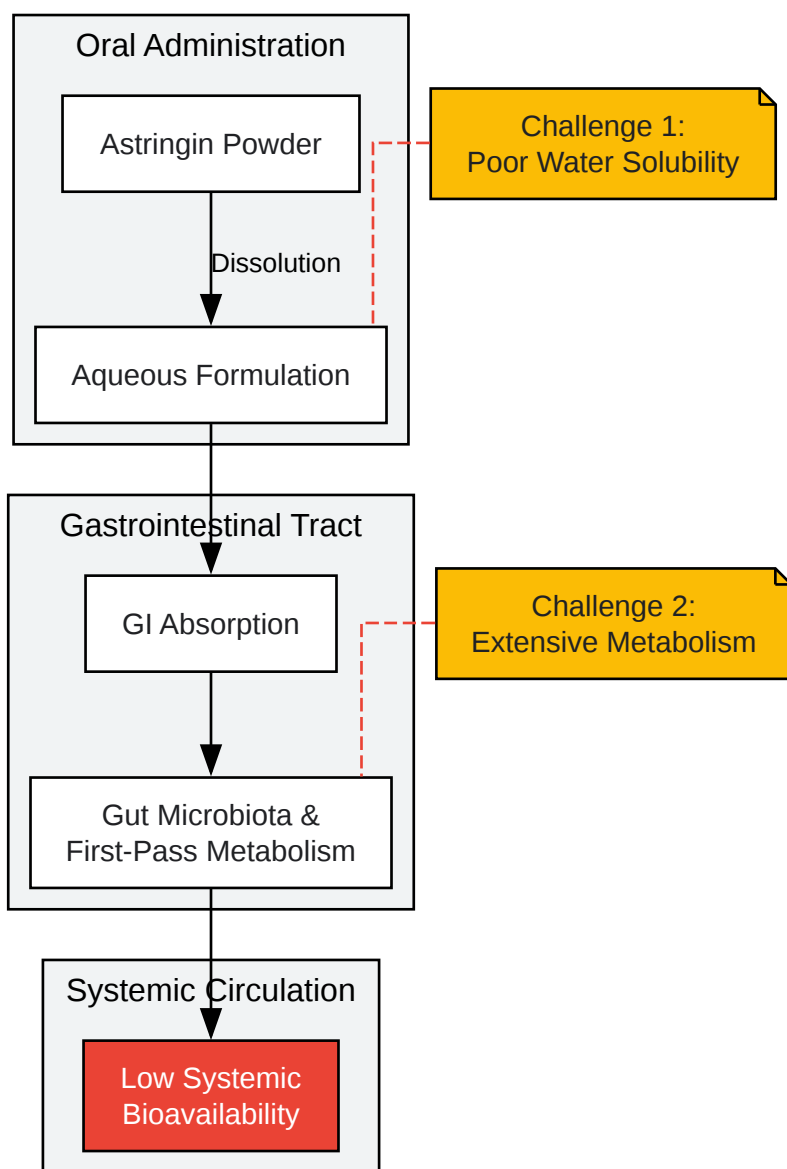 Oral Administration
Astringin Powder
Challenge 1:
Poor Water Solubility
Dissolution
Aqueous Formulation
Gastrointestinal Tract
GI Absorption
Challenge 2:
Extensive Metabolism
Gut Microbiota &
First-Pass Metabolism
Systemic Circulation
Low Systemic
Bioavailability